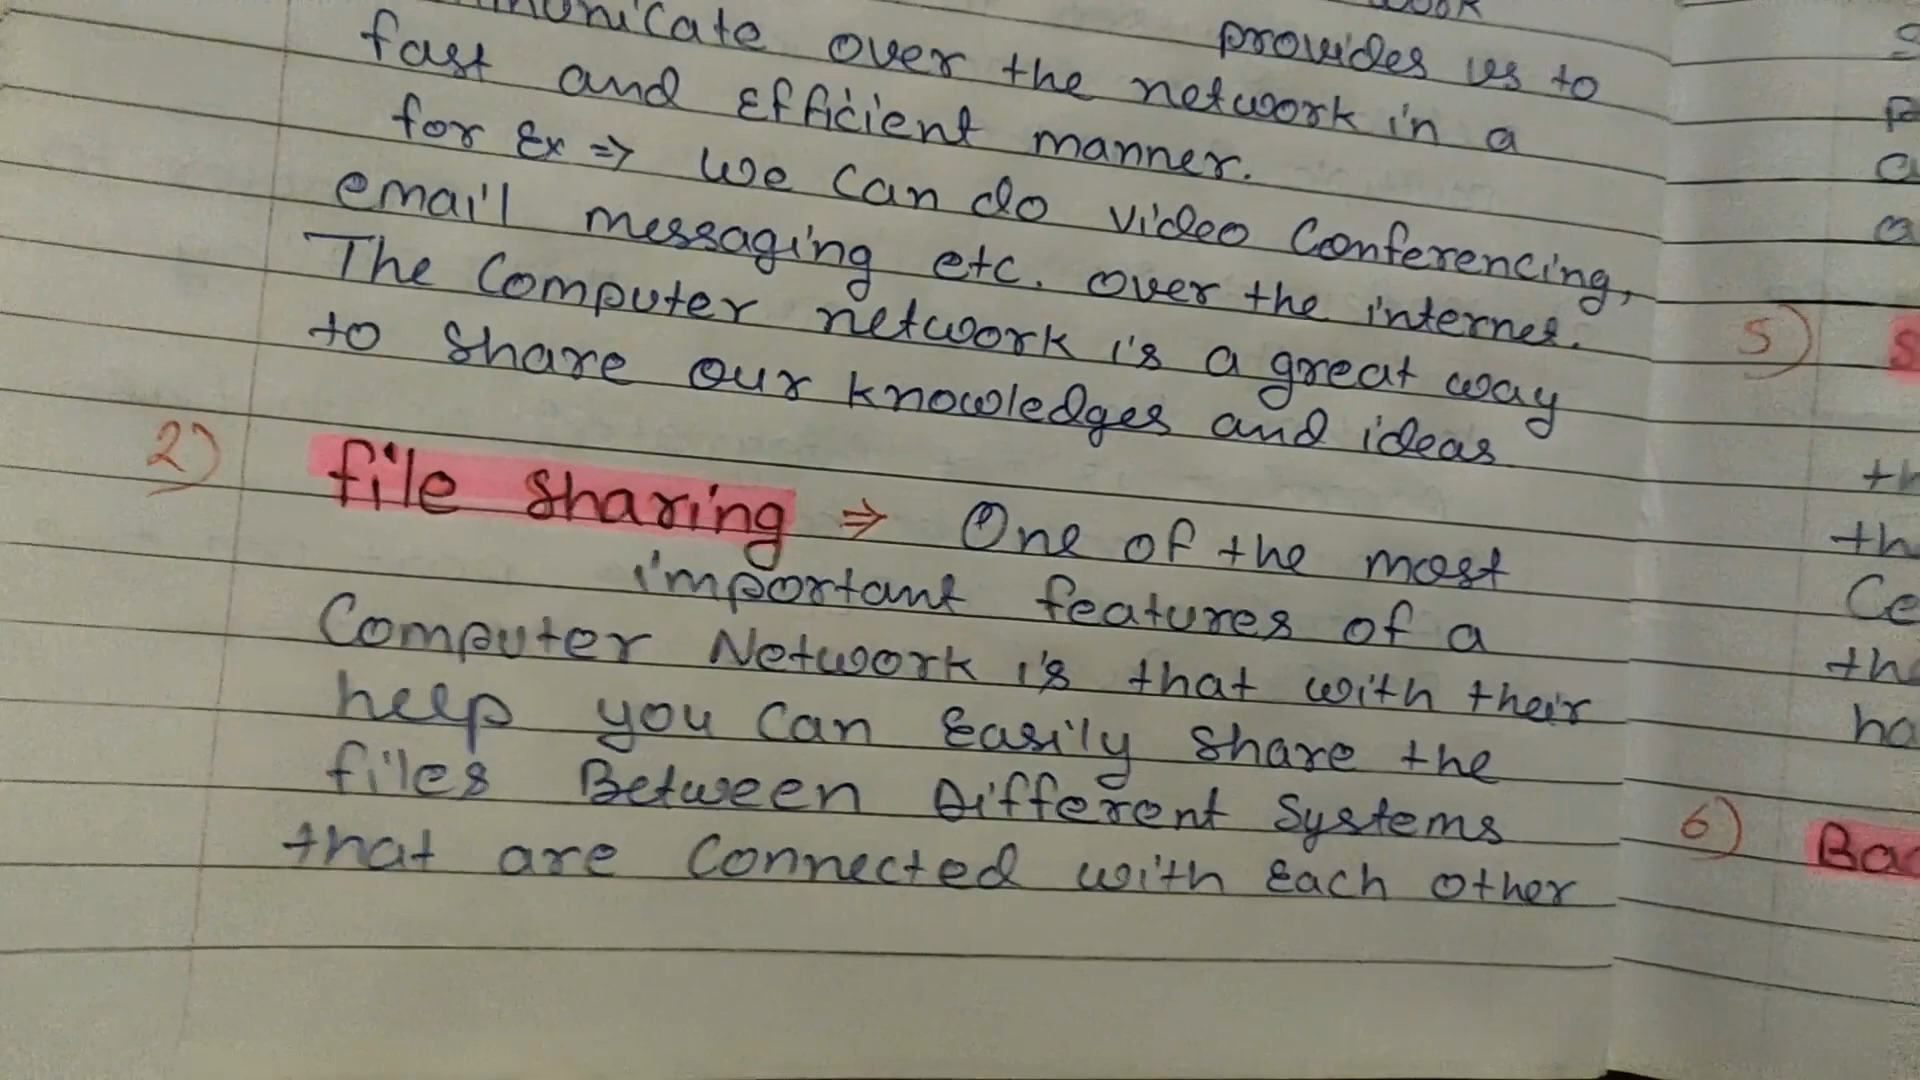 provides us to
over the network in a
fast and Efficient manner.
for Ex => we can do video Conferencing,
email messaging etc. over the internet.
The Computer network is a great way
to share our knowledges and ideas
2) file sharing => One of the most
important features of a
Computer Network is that with their
help you can Easily share the
files Between Different Systems
that are Connected with Each other
5)
6)